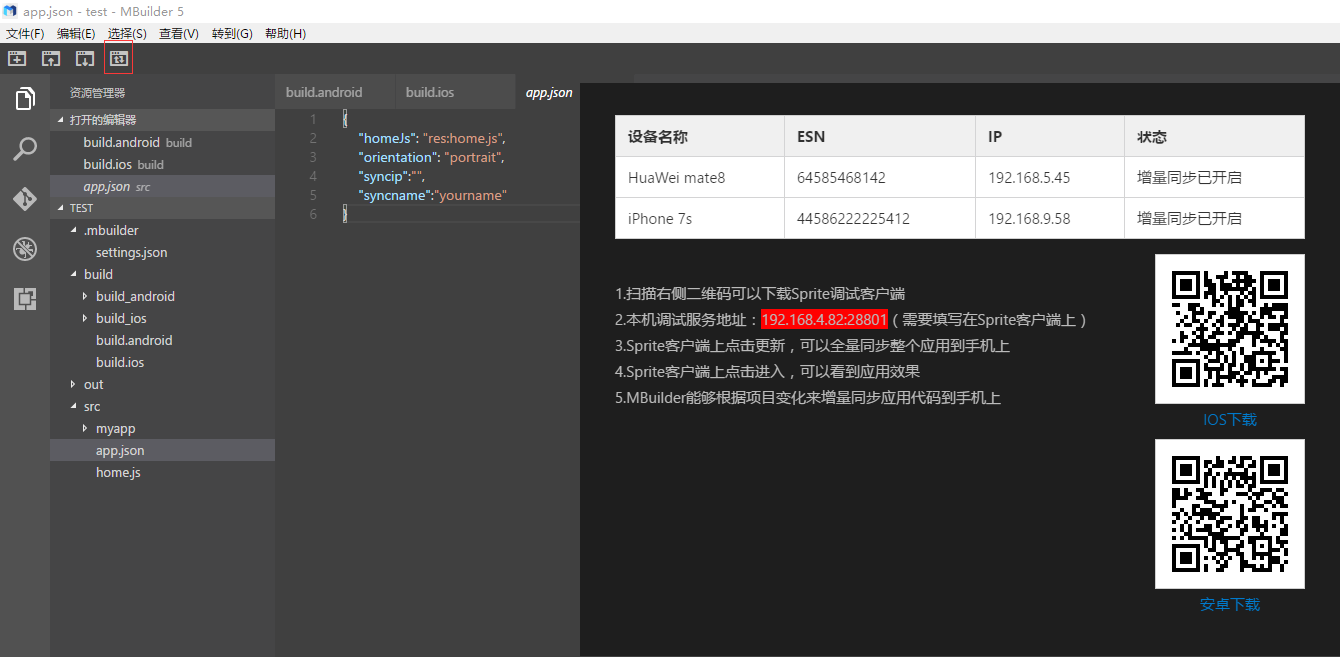 app.json - test - MBuilder 5
文件(F) 编辑(E) 选择(S) 查看(V) 转到(G) 帮助(H)
资源管理器
打开的编辑器
build.android build
build.ios build
app.json src
TEST
.mbuilder
settings.json
build
build_android
build_ios
build.android
build.ios
out
src
myapp
app.json
home.js
build.android build.ios app.json
1 {
2 "homeJs": "res:home.js",
3 "orientation": "portrait",
4 "syncip":"",
5 "syncname":"yourname"
6 }
设备名称 ESN IP 状态
HuaWei mate8 64585468142 192.168.5.45 增量同步已开启
iPhone 7s 44586222225412 192.168.9.58 增量同步已开启
1.扫描右侧二维码可以下载Sprite调试客户端
2.本机调试服务地址：192.168.4.82:28801（需要填写在Sprite客户端上）
3.Sprite客户端上点击更新，可以全量同步整个应用到手机上
4.Sprite客户端上点击进入，可以看到应用效果
5.MBuilder能够根据项目变化来增量同步应用代码到手机上
IOS下载
安卓下载